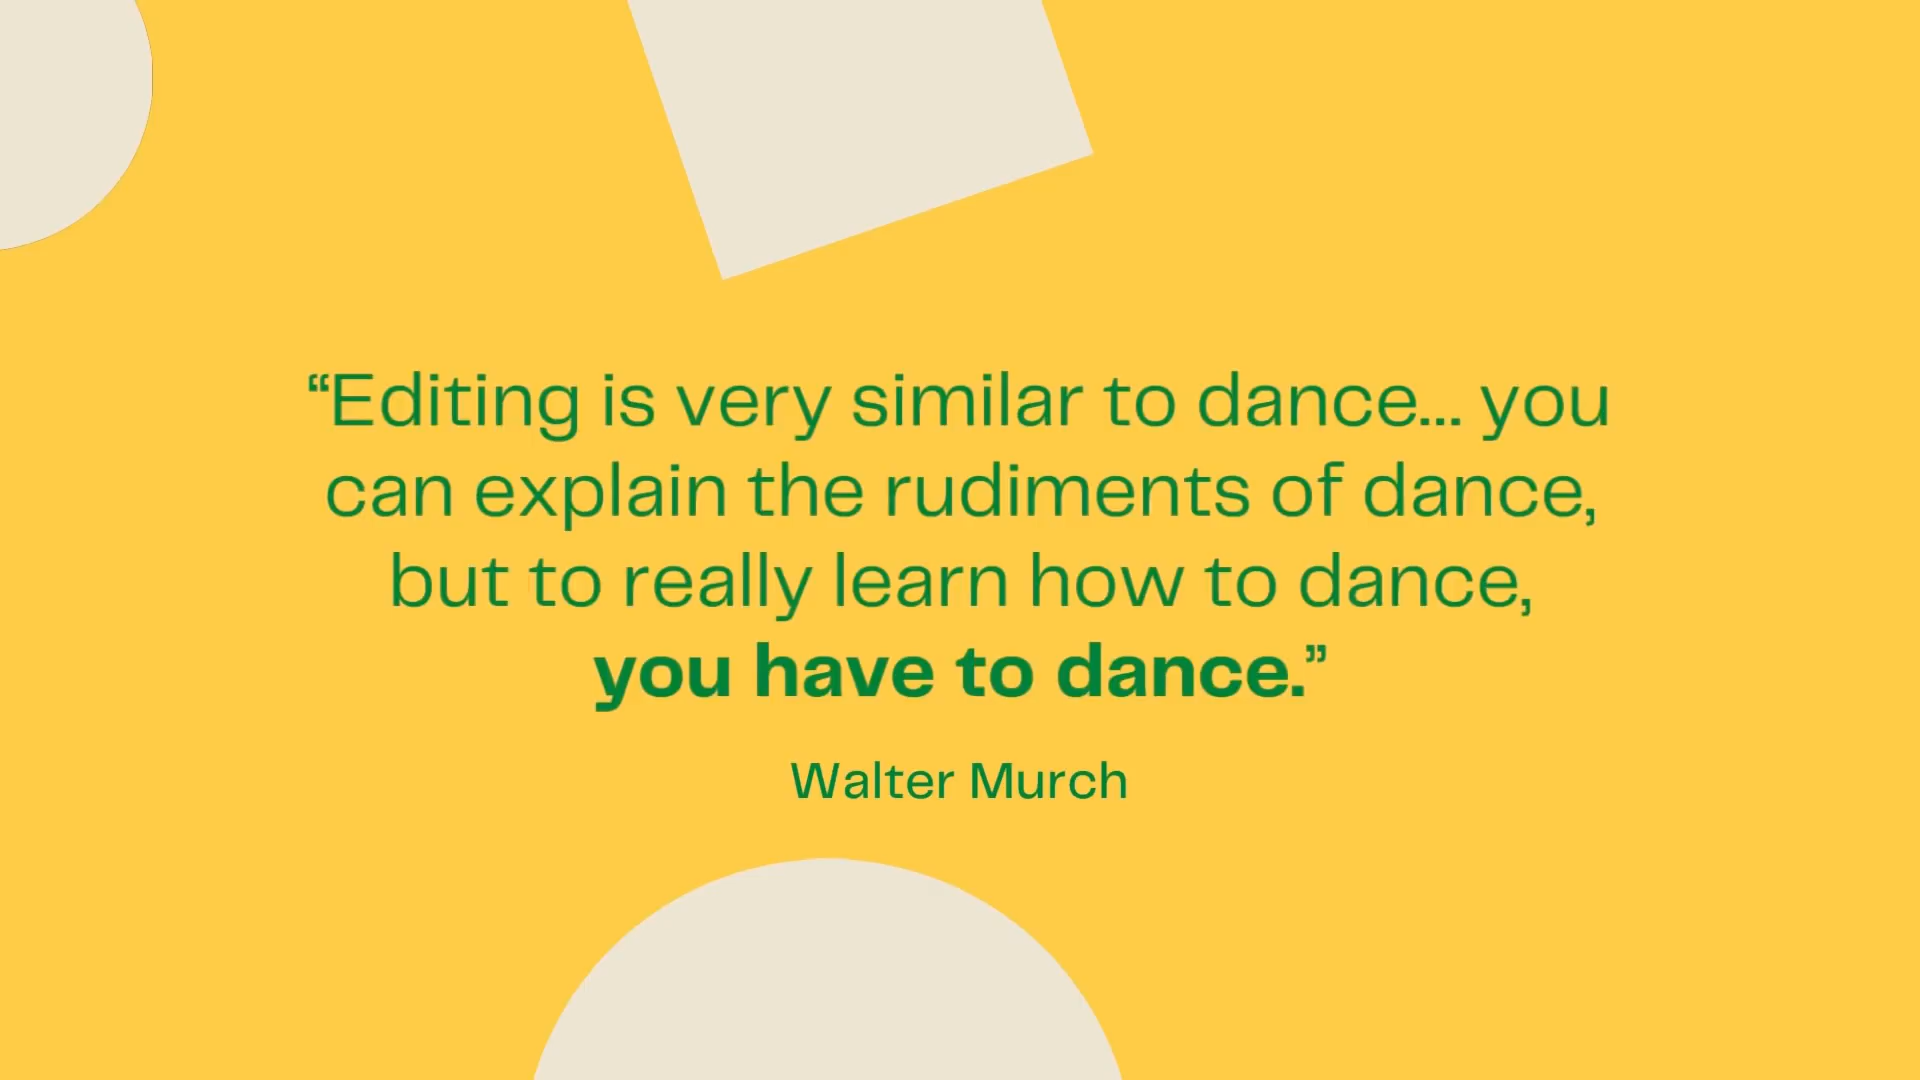 “Editing is very similar to dance... you
can explain the rudiments of dance,
but to really learn how to dance,
you have to dance.”
Walter Murch